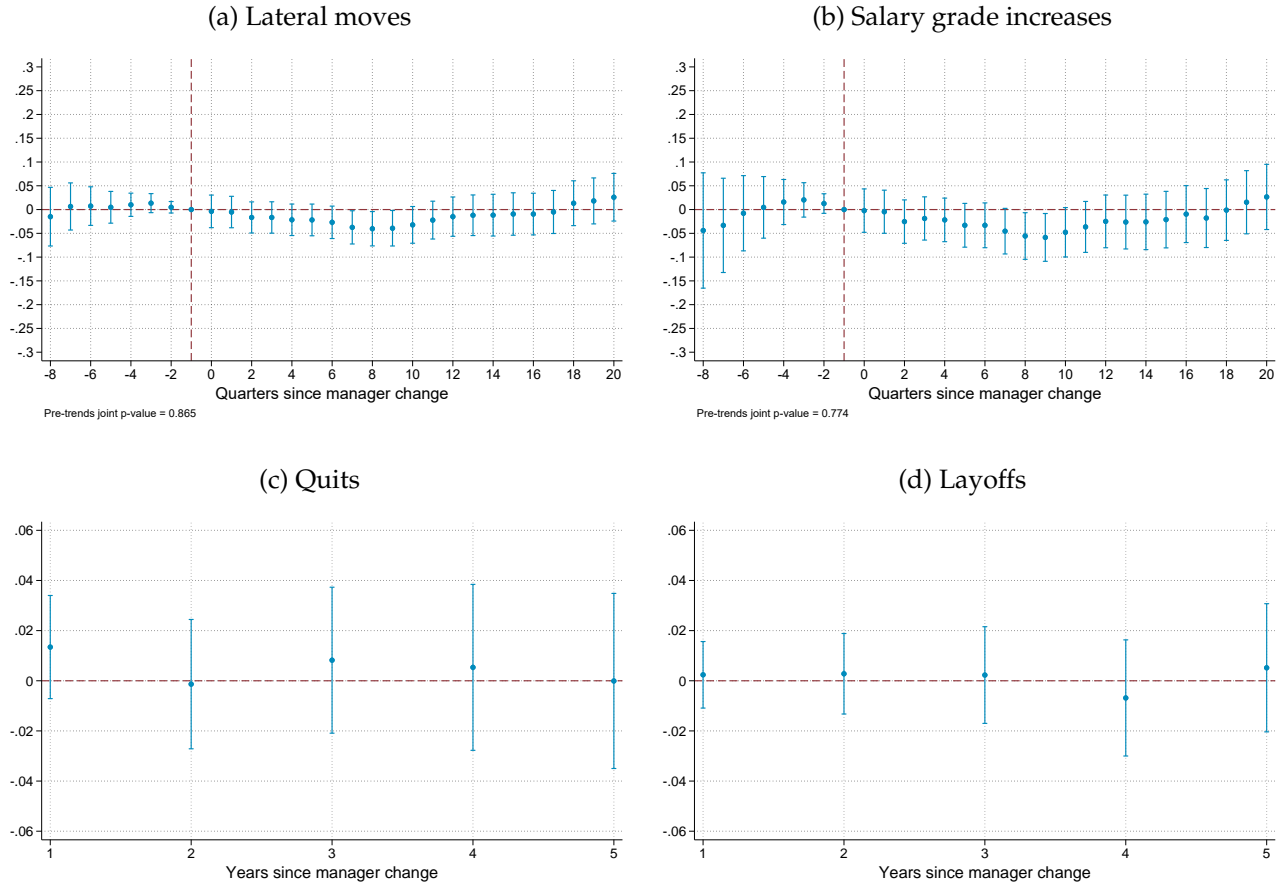 (a) Lateral moves
.3
.25
.2
.15
.1
.05
0
-.05
-.1
-.15
-.2
-.25
-.3
-8 -6 -4 -2 0 2 4 6 8 10 12 14 16 18 20
Quarters since manager change
Pre-trends joint p-value = 0.865
(b) Salary grade increases
.3
.25
.2
.15
.1
.05
0
-.05
-.1
-.15
-.2
-.25
-.3
-8 -6 -4 -2 0 2 4 6 8 10 12 14 16 18 20
Quarters since manager change
Pre-trends joint p-value = 0.774
(c) Quits
.06
.04
.02
0
-.02
-.04
-.06
1 2 3 4 5
Years since manager change
(d) Layoffs
.06
.04
.02
0
-.02
-.04
-.06
1 2 3 4 5
Years since manager change